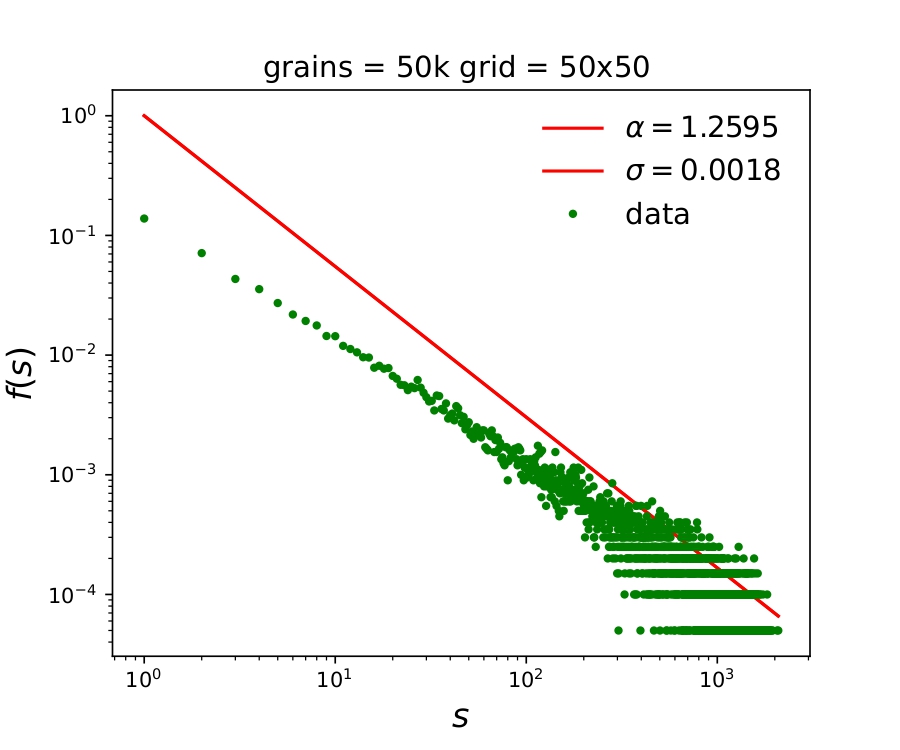 grains = 50k grid = 50x50
α = 1.2595
σ = 0.0018
data
f(s)
10⁰
10⁻¹
10⁻²
10⁻³
10⁻⁴
10⁰ 10¹ 10² 10³
s